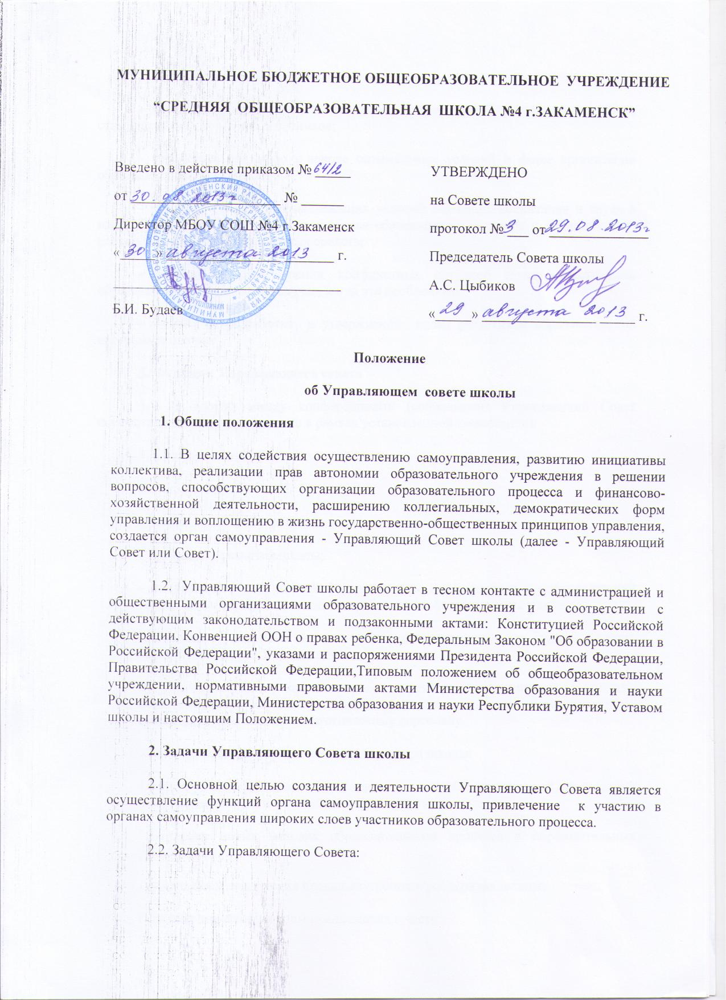 МУНИЦИПАЛЬНОЕ БЮДЖЕТНОЕ ОБЩЕОБРАЗОВАТЕЛЬНОЕ УЧРЕЖДЕНИЕ
“СРЕДНЯЯ ОБЩЕОБРАЗОВАТЕЛЬНАЯ ШКОЛА №4 г.ЗАКАМЕНСК”
Введено в действие приказом № 64/2
от 30.08 2013 г № ______
Директор МБОУ СОШ №4 г.Закаменск
« 30 » августа 2013 г.
Б.И. Будаев
УТВЕРЖДЕНО
на Совете школы
протокол № 3 от 29.08.2013 г
Председатель Совета школы
А.С. Цыбиков
« 29 » августа 2013 г.
Положение
об Управляющем совете школы
1. Общие положения
1.1. В целях содействия осуществлению самоуправления, развитию инициативы
коллектива, реализации прав автономии образовательного учреждения в решении
вопросов, способствующих организации образовательного процесса и финансово-
хозяйственной деятельности, расширению коллегиальных, демократических форм
управления и воплощению в жизнь государственно-общественных принципов управления,
создается орган самоуправления - Управляющий Совет школы (далее - Управляющий
Совет или Совет).
1.2. Управляющий Совет школы работает в тесном контакте с администрацией и
общественными организациями образовательного учреждения и в соответствии с
действующим законодательством и подзаконными актами: Конституцией Российской
Федерации, Конвенцией ООН о правах ребенка, Федеральным Законом "Об образовании в
Российской Федерации", указами и распоряжениями Президента Российской Федерации,
Правительства Российской Федерации,Типовым положением об общеобразовательном
учреждении, нормативными правовыми актами Министерства образования и науки
Российской Федерации, Министерства образования и науки Республики Бурятия, Уставом
школы и настоящим Положением.
2. Задачи Управляющего Совета школы
2.1. Основной целью создания и деятельности Управляющего Совета является
осуществление функций органа самоуправления школы, привлечение к участию в
органах самоуправления широких слоев участников образовательного процесса.
2.2. Задачи Управляющего Совета: